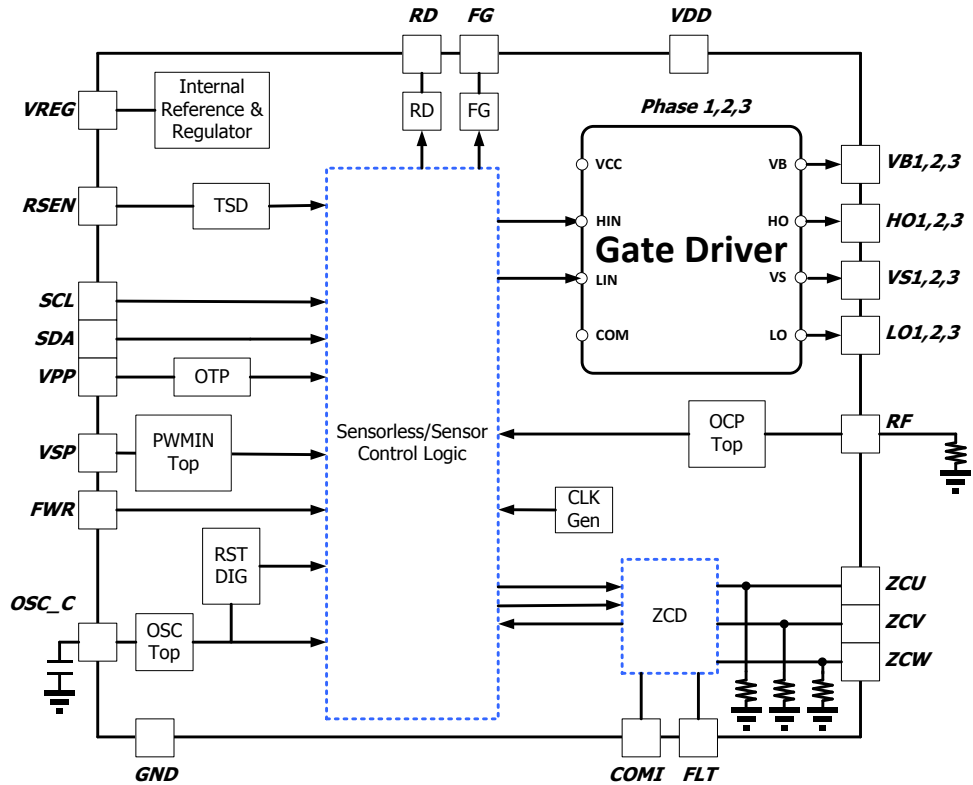 RD
FG
VDD
VREG
Internal
Reference &
Regulator
RD
FG
Phase 1,2,3
VCC
VB
VB1,2,3
RSEN
TSD
HIN
HO
HO1,2,3
Gate Driver
LIN
VS
VS1,2,3
SCL
SDA
COM
LO
LO1,2,3
VPP
OTP
VSP
PWMIN
Top
Sensorless/Sensor
Control Logic
OCP
Top
RF
FWR
CLK
Gen
RST
DIG
OSC_C
OSC
Top
ZCD
ZCU
ZCV
ZCW
GND
COMI
FLT